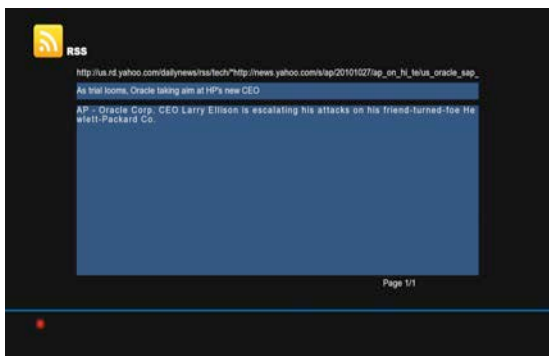 RSS
http://us.rd.yahoo.com/dailynews/rss/tech/*http://news.yahoo.com/s/ap/20101027/ap_on_hi_te/us_oracle_sap_
As trial looms, Oracle taking aim at HP's new CEO
AP - Oracle Corp. CEO Larry Ellison is escalating his attacks on his friend-turned-foe He
wlett-Packard Co.
Page 1/1